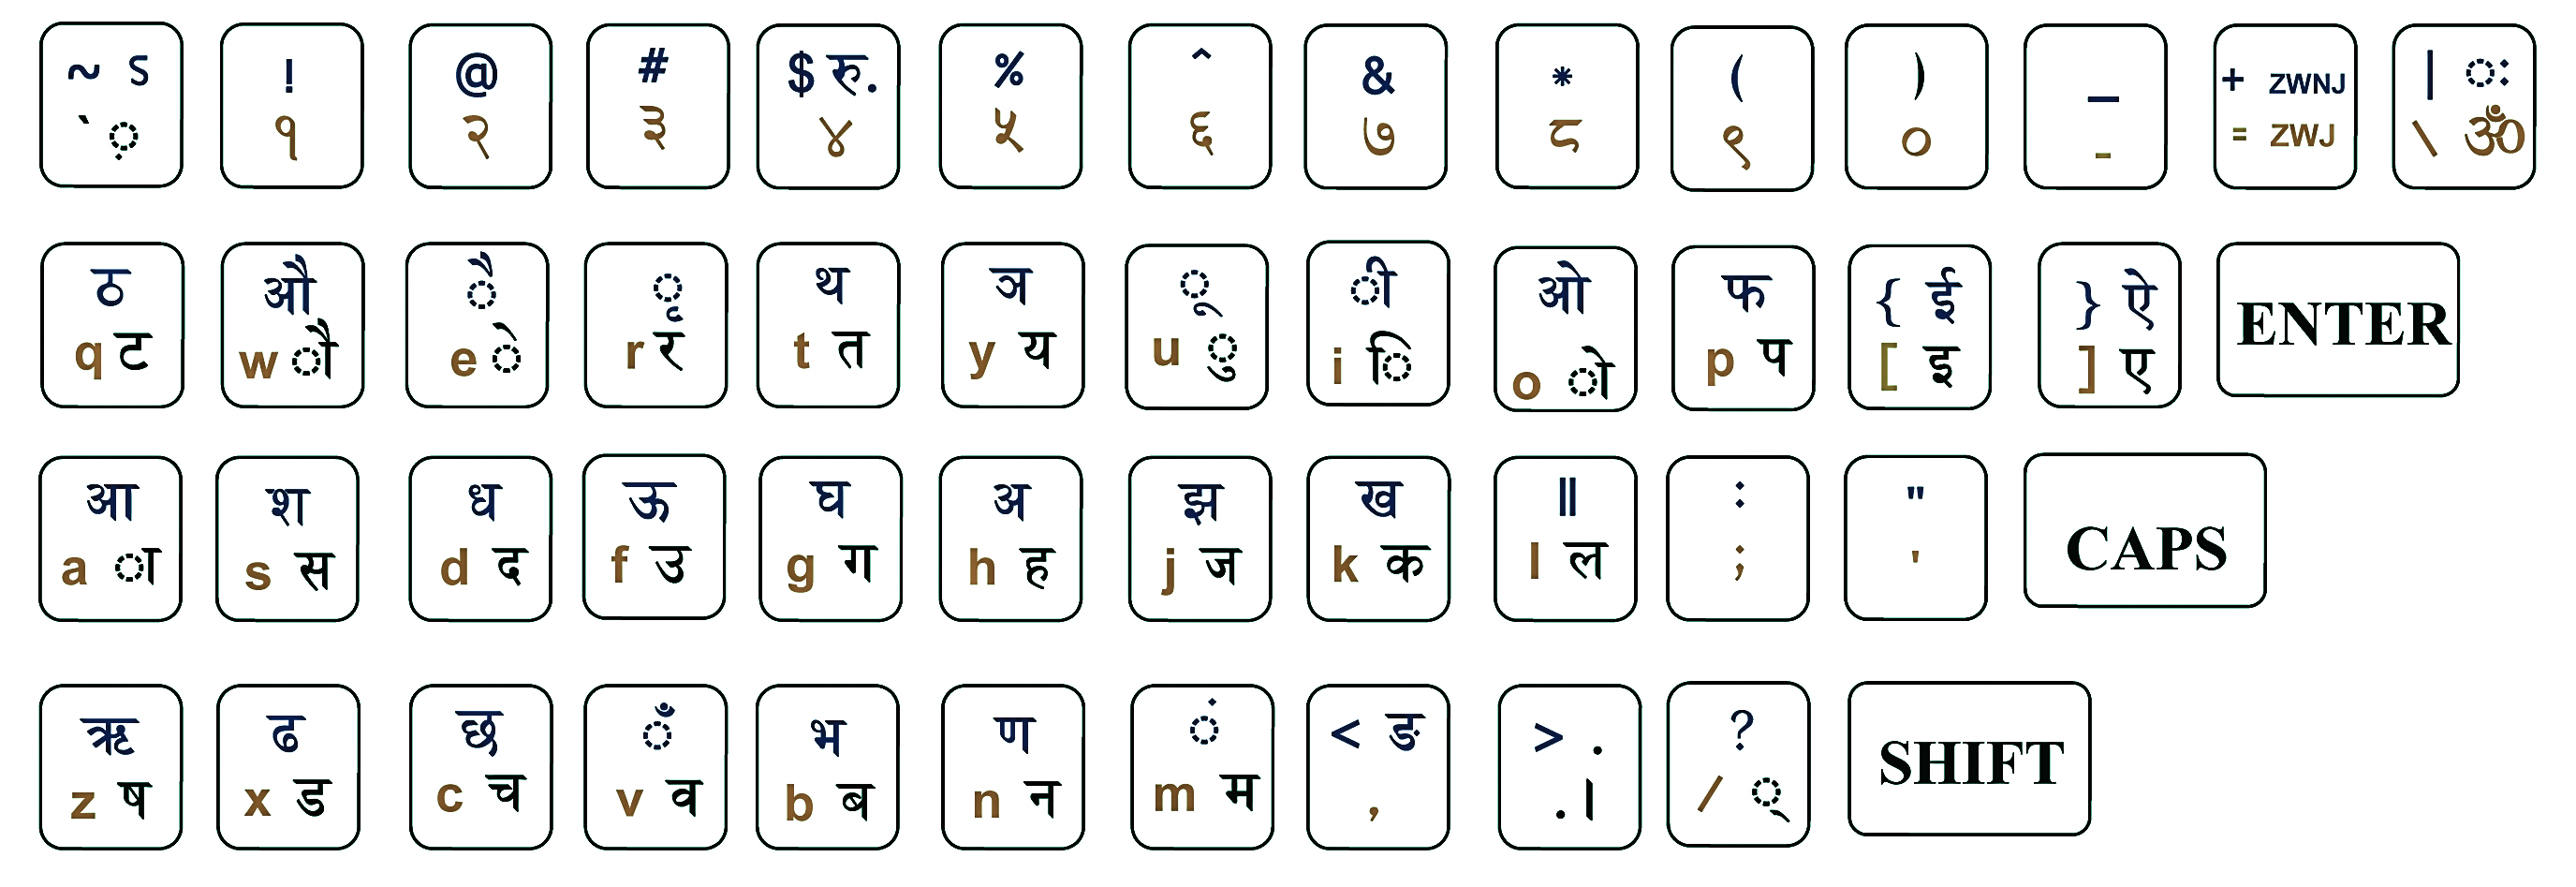 ~ ऽ ! @ # $ रु. % ^ & * ( ) _ + ZWNJ | ः
` ़ १ २ ३ ४ ५ ६ ७ ८ ९ ० - = ZWJ \ ॐ
ठ औ ै ृ थ ञ ू ी ओ फ { ई } ऐ
q ट w ौ e े r र t त y य u ु i ि o ो p प [ इ ] ए ENTER
आ श ध ऊ घ अ झ ख || : "
a ा s स d द f उ g ग h ह j ज k क l ल ; ' CAPS
ऋ ढ छ ँ भ ण ं < ङ > . ?
z ष x ड c च v व b ब n न m म , . । / ् SHIFT